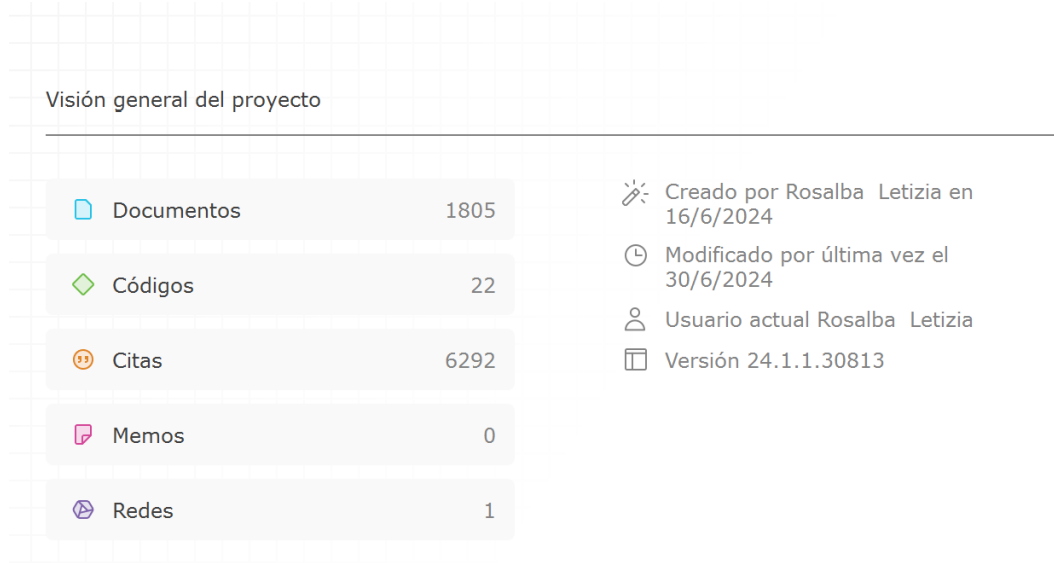 Visión general del proyecto
Documentos 1805
Códigos 22
Citas 6292
Memos 0
Redes 1
Creado por Rosalba  Letizia en
16/6/2024
Modificado por última vez el
30/6/2024
Usuario actual Rosalba  Letizia
Versión 24.1.1.30813